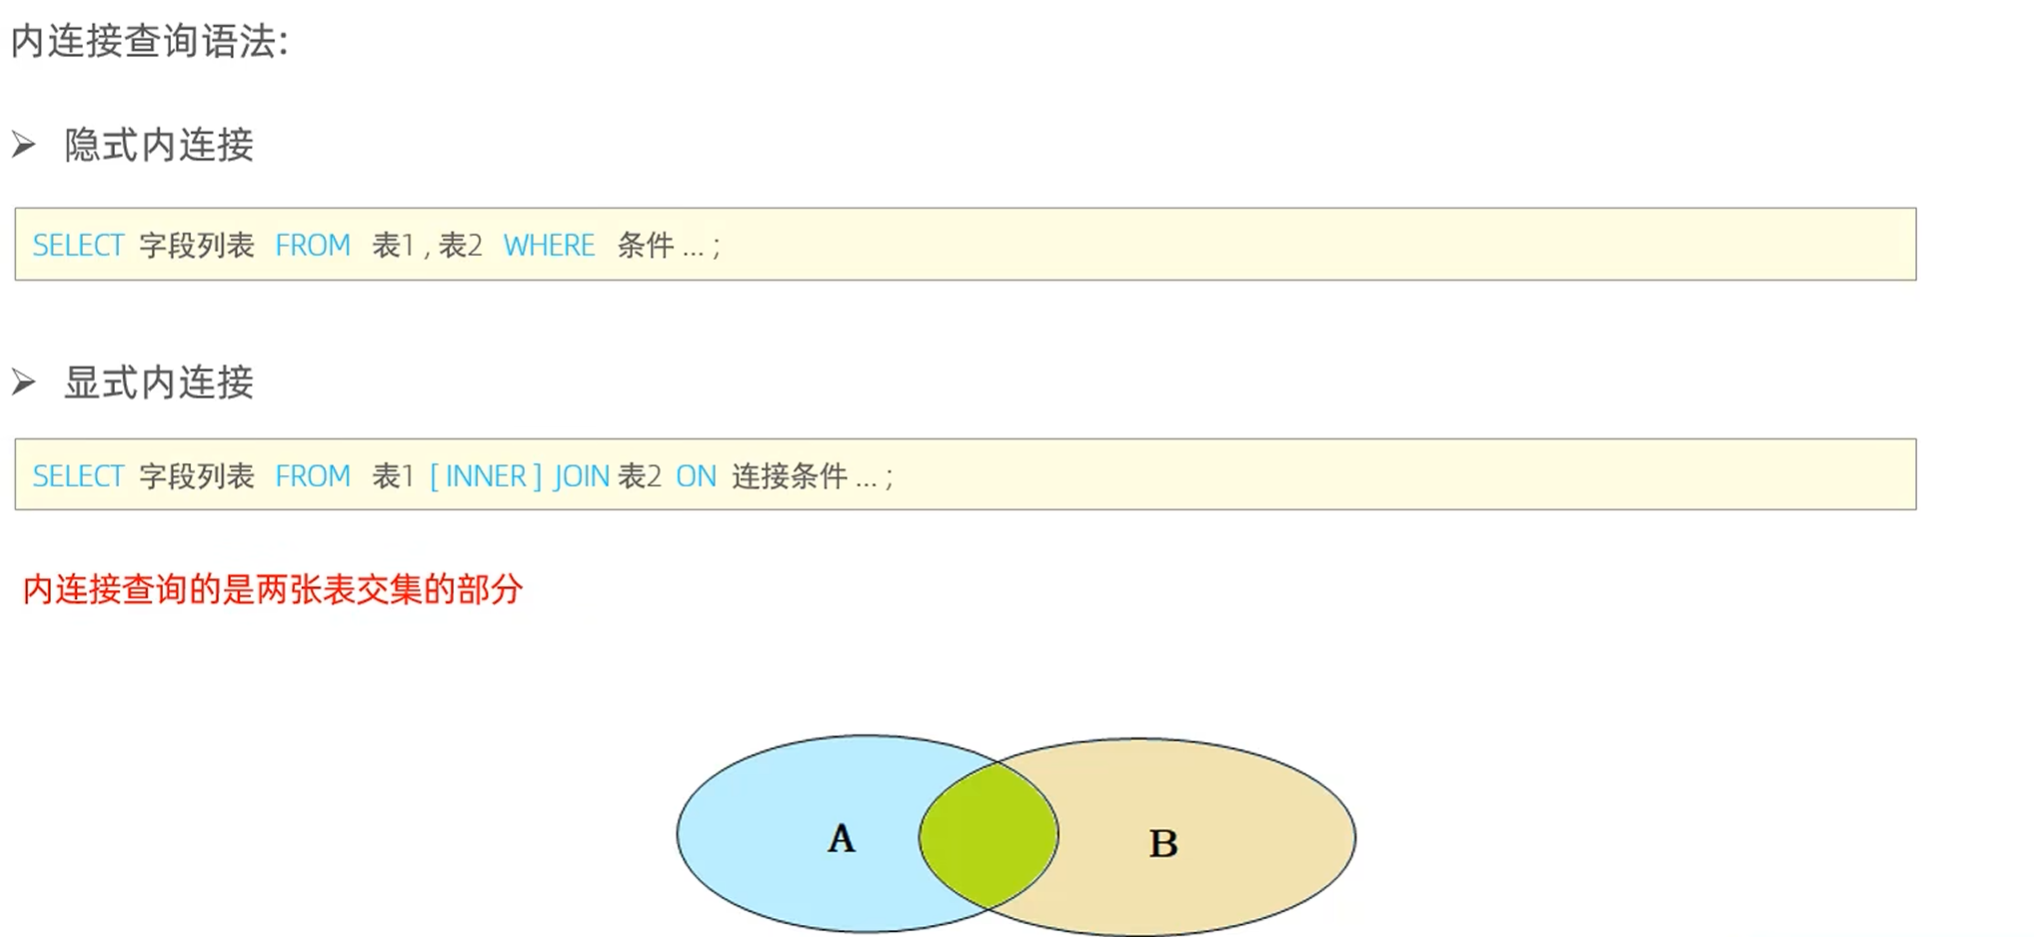 内连接查询语法:
➢ 隐式内连接
SELECT 字段列表 FROM 表1 , 表2 WHERE 条件 ... ;
➢ 显式内连接
SELECT 字段列表 FROM 表1 [ INNER ] JOIN 表2 ON 连接条件 ... ;
内连接查询的是两张表交集的部分
A B